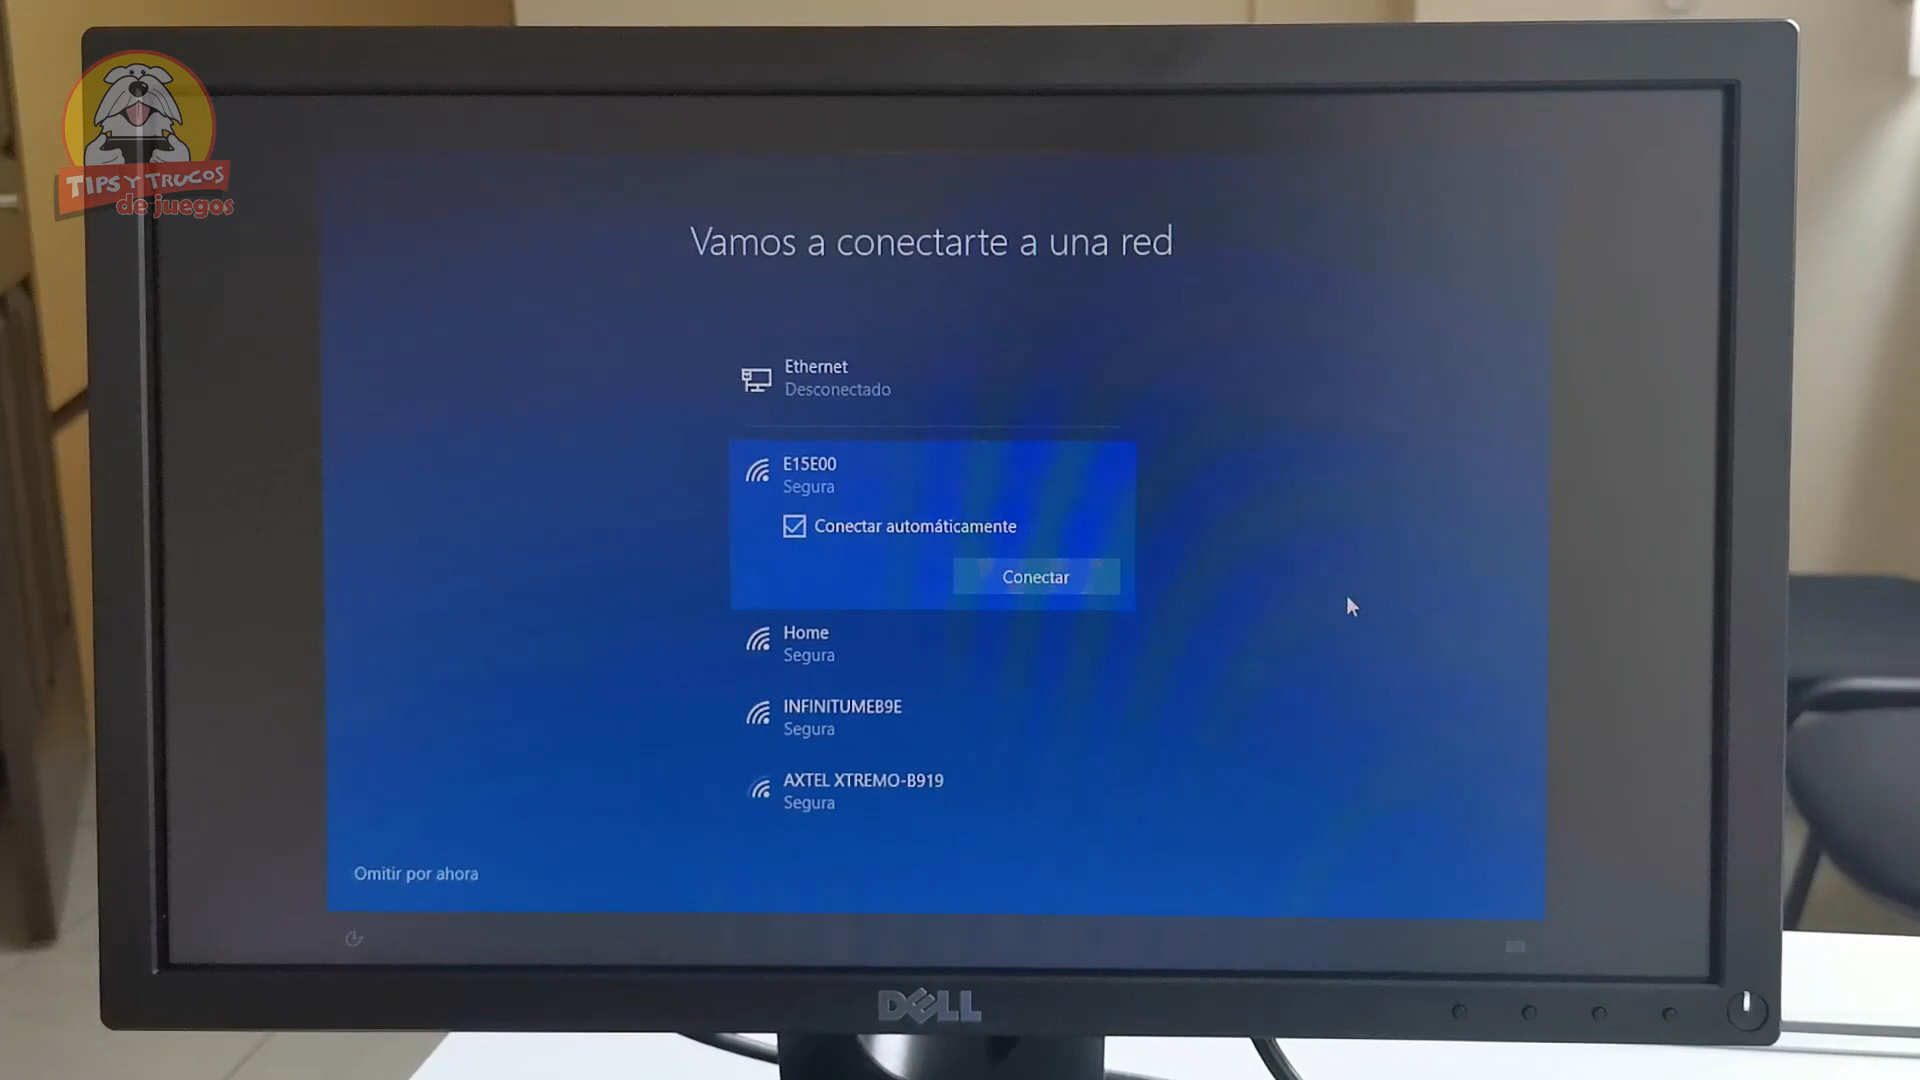 TIPS Y TRUCOS
de juegos
Vamos a conectarte a una red
Ethernet
Desconectado
E15E00
Segura
Conectar automáticamente
Conectar
Home
Segura
INFINITUMEB9E
Segura
AXTEL XTREMO-B919
Segura
Omitir por ahora
DELL